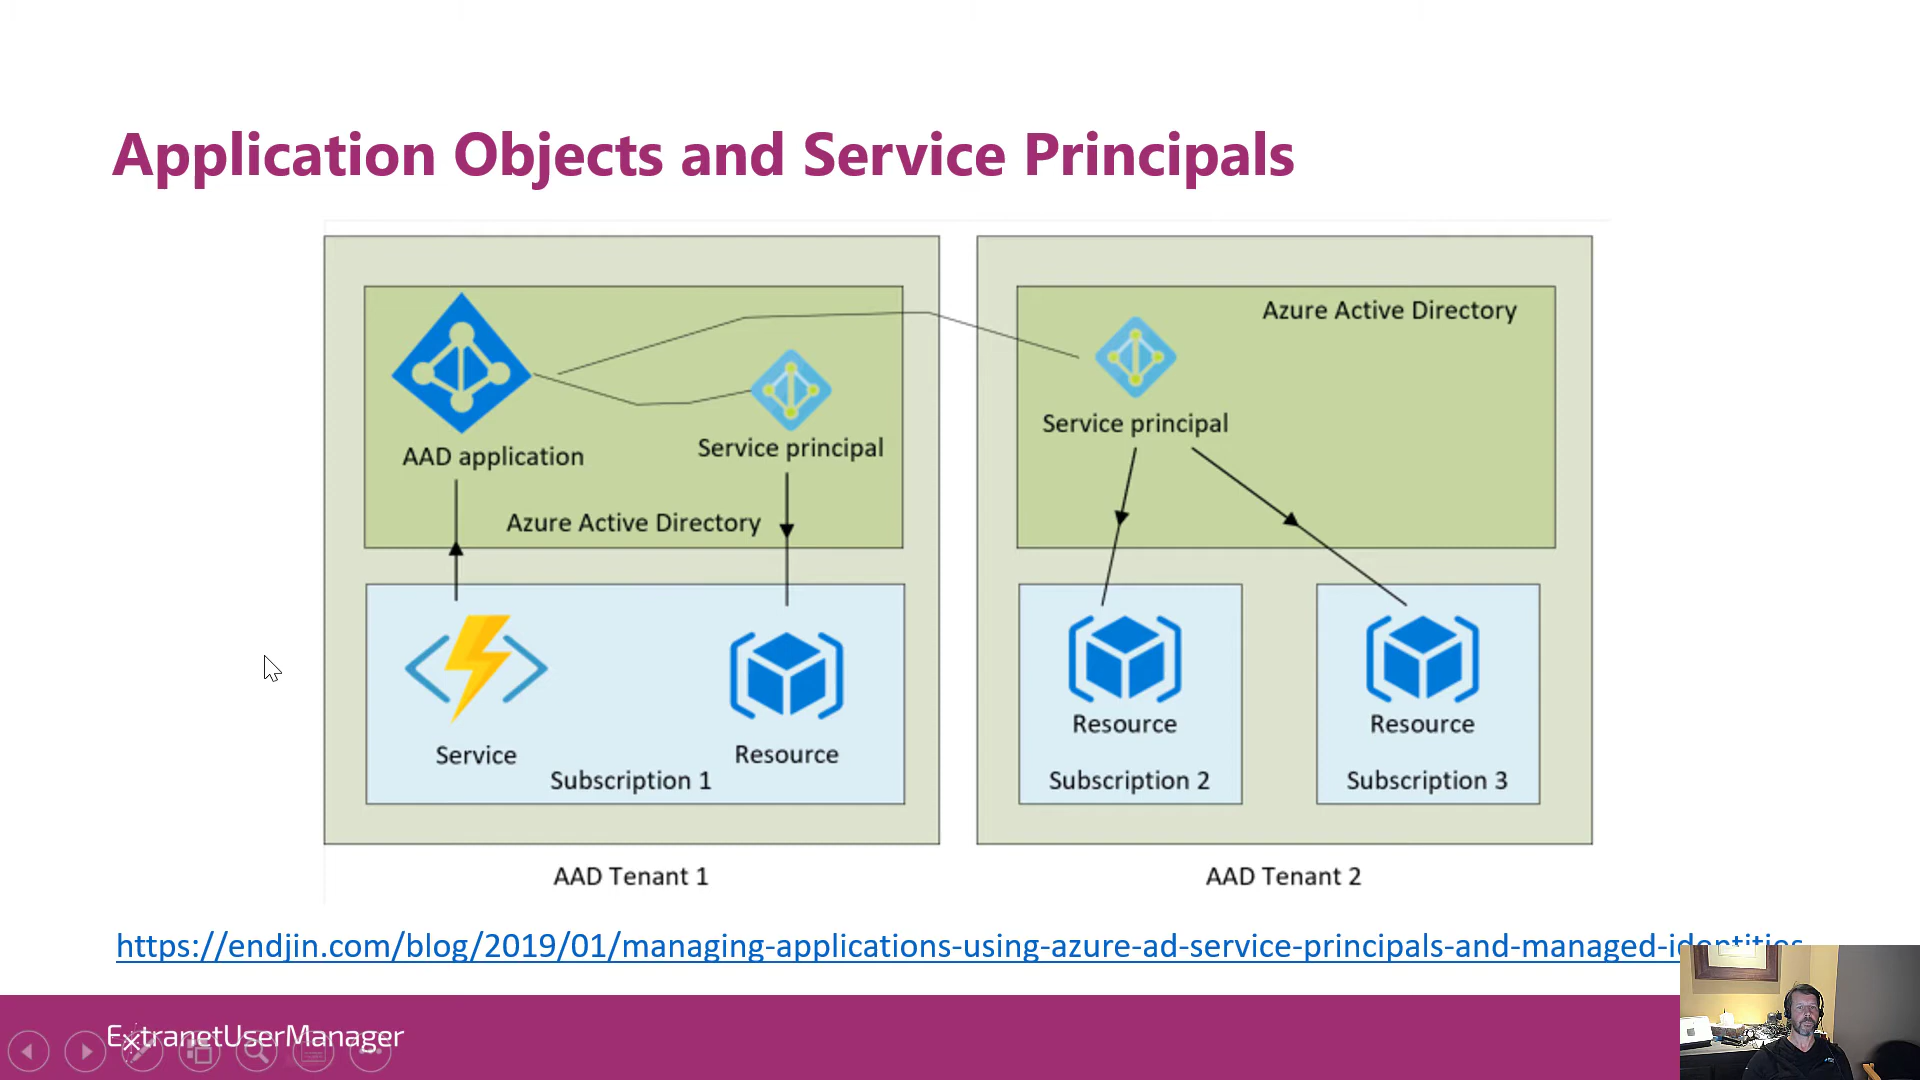 Application Objects and Service Principals
AAD application
Service principal
Azure Active Directory
Service
Resource
Subscription 1
AAD Tenant 1
Azure Active Directory
Service principal
Resource
Subscription 2
Resource
Subscription 3
AAD Tenant 2
https://endjin.com/blog/2019/01/managing-applications-using-azure-ad-service-principals-and-managed-identities
ExtranetUserManager